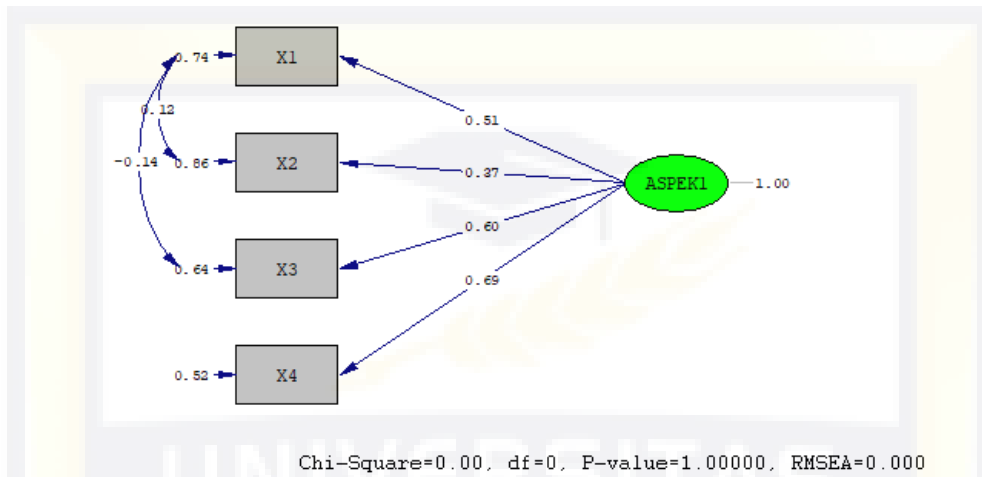 0.74 X1
0.51
0.12
-0.14 0.86 X2
0.37
ASPEK1 1.00
0.60
0.64 X3
0.69
0.52 X4
UNIVERSITAS
Chi-Square=0.00, df=0, P-value=1.00000, RMSEA=0.000